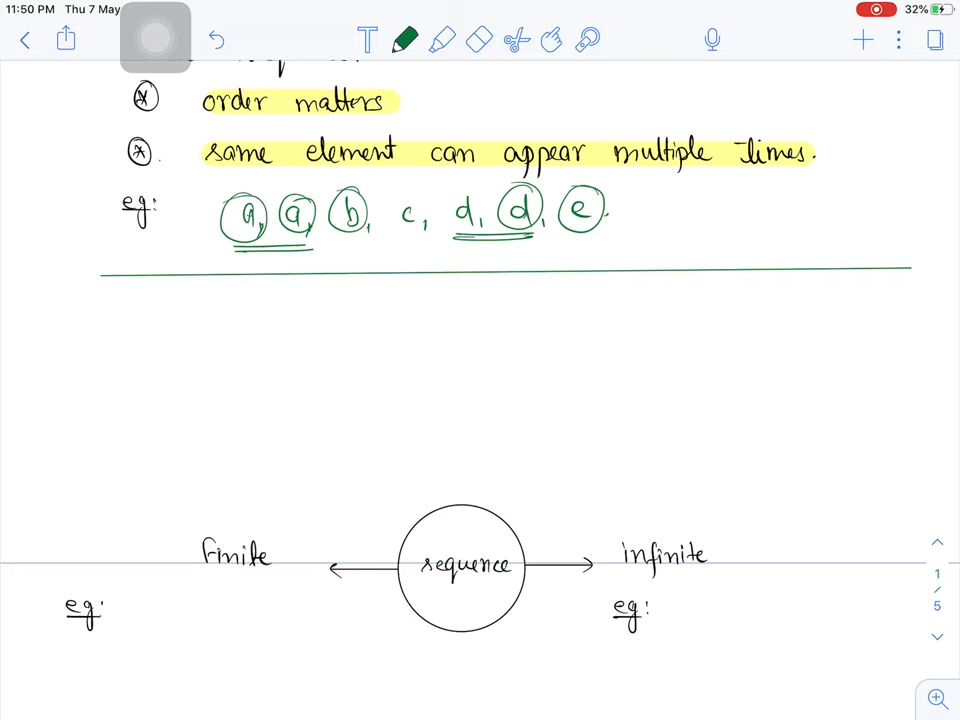 11:50 PM Thu 7 May 32%
order matters
same element can appear multiple times.
eg: a, a, b, c, d, d, e.
Finite sequence infinite
eg: eg:
1 / 5